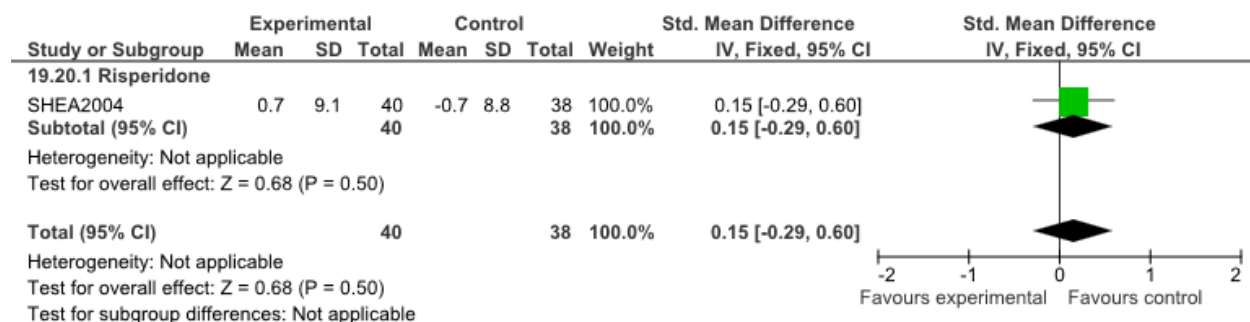 Experimental Control Std. Mean Difference Std. Mean Difference
Study or Subgroup Mean SD Total Mean SD Total Weight IV, Fixed, 95% CI IV, Fixed, 95% CI
19.20.1 Risperidone
SHEA2004 0.7 9.1 40 -0.7 8.8 38 100.0% 0.15 [-0.29, 0.60]
Subtotal (95% CI) 40 38 100.0% 0.15 [-0.29, 0.60]
Heterogeneity: Not applicable
Test for overall effect: Z = 0.68 (P = 0.50)
Total (95% CI) 40 38 100.0% 0.15 [-0.29, 0.60]
Heterogeneity: Not applicable
Test for overall effect: Z = 0.68 (P = 0.50)
Test for subgroup differences: Not applicable
-2 -1 0 1 2
Favours experimental Favours control